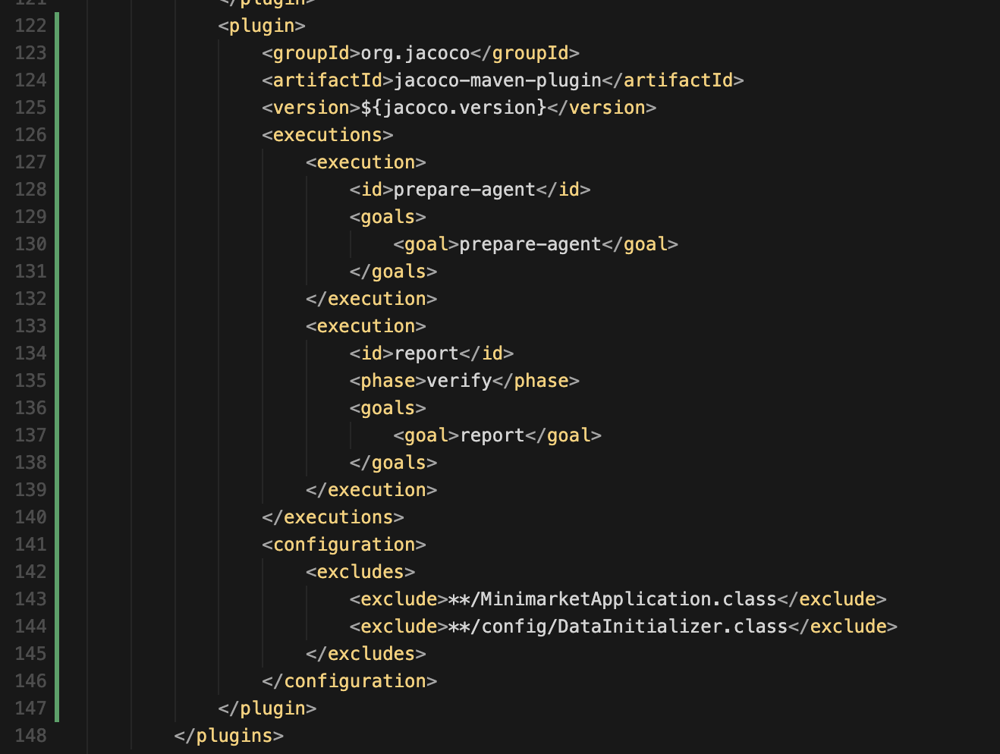 121 </plugin>
122 <plugin>
123 <groupId>org.jacoco</groupId>
124 <artifactId>jacoco-maven-plugin</artifactId>
125 <version>${jacoco.version}</version>
126 <executions>
127 <execution>
128 <id>prepare-agent</id>
129 <goals>
130 <goal>prepare-agent</goal>
131 </goals>
132 </execution>
133 <execution>
134 <id>report</id>
135 <phase>verify</phase>
136 <goals>
137 <goal>report</goal>
138 </goals>
139 </execution>
140 </executions>
141 <configuration>
142 <excludes>
143 <exclude>**/MinimarketApplication.class</exclude>
144 <exclude>**/config/DataInitializer.class</exclude>
145 </excludes>
146 </configuration>
147 </plugin>
148 </plugins>